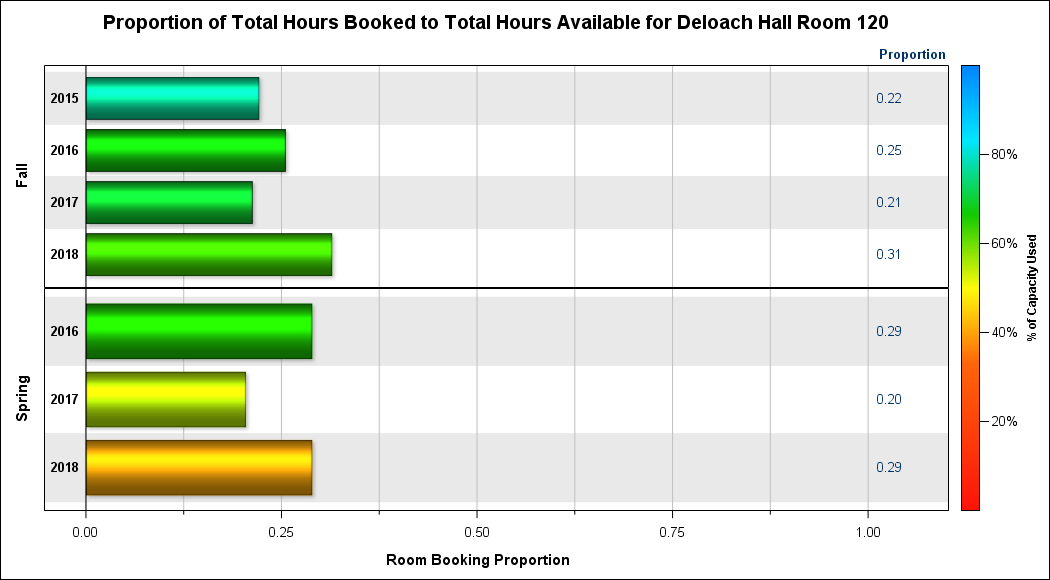 Proportion of Total Hours Booked to Total Hours Available for Deloach Hall Room 120
Proportion
Fall
2015 0.22
2016 0.25
2017 0.21
2018 0.31
Spring
2016 0.29
2017 0.20
2018 0.29
0.00 0.25 0.50 0.75 1.00
Room Booking Proportion
80%
60%
40%
20%
% of Capacity Used